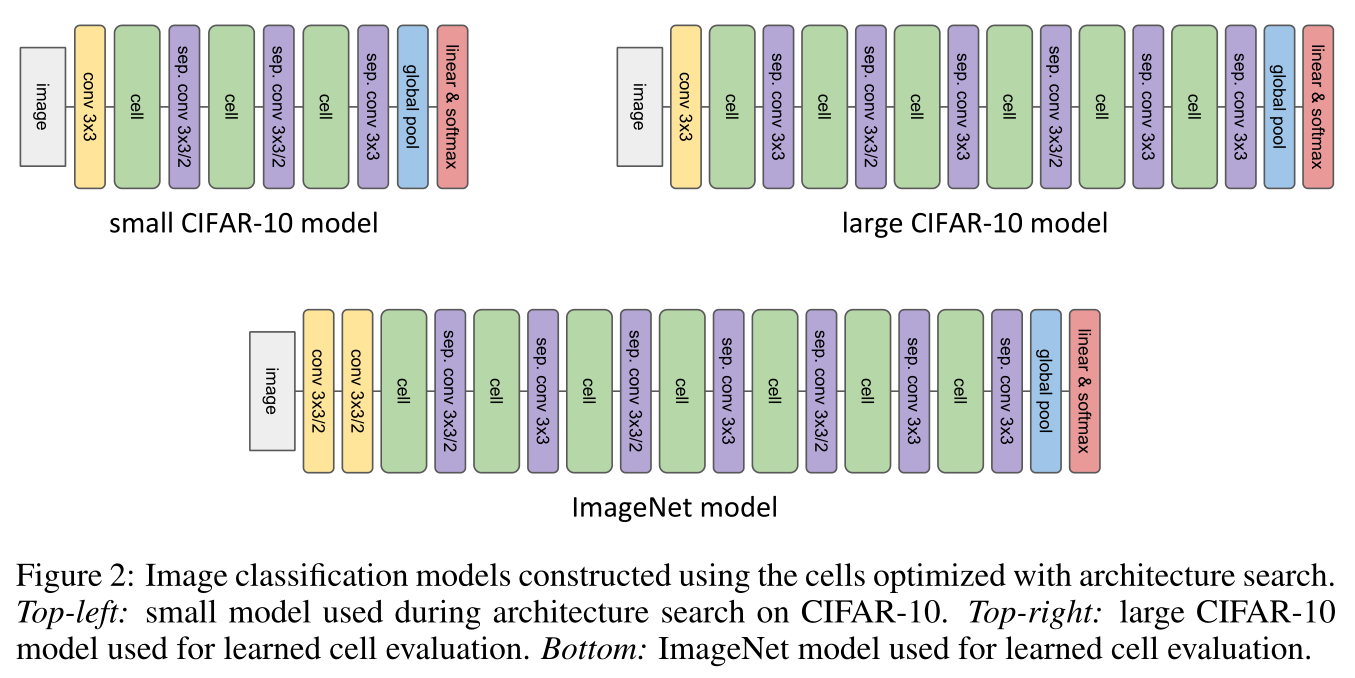 image
conv 3x3
cell
sep. conv 3x3/2
cell
sep. conv 3x3/2
cell
sep. conv 3x3
global pool
linear & softmax
small CIFAR-10 model
image
conv 3x3
cell
sep. conv 3x3
cell
sep. conv 3x3/2
cell
sep. conv 3x3
cell
sep. conv 3x3/2
cell
sep. conv 3x3
cell
sep. conv 3x3
global pool
linear & softmax
large CIFAR-10 model
image
conv 3x3/2
conv 3x3/2
cell
sep. conv 3x3/2
cell
sep. conv 3x3
cell
sep. conv 3x3/2
cell
sep. conv 3x3
cell
sep. conv 3x3/2
cell
sep. conv 3x3
cell
sep. conv 3x3
global pool
linear & softmax
ImageNet model
Figure 2: Image classification models constructed using the cells optimized with architecture search.
Top-left: small model used during architecture search on CIFAR-10. Top-right: large CIFAR-10
model used for learned cell evaluation. Bottom: ImageNet model used for learned cell evaluation.